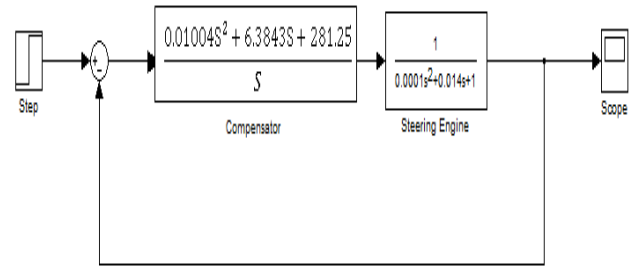 0.01004S² + 6.3843S + 281.25
S
1
0.0001s²+0.014s+1
+
−
Step
Compensator
Steering Engine
Scope